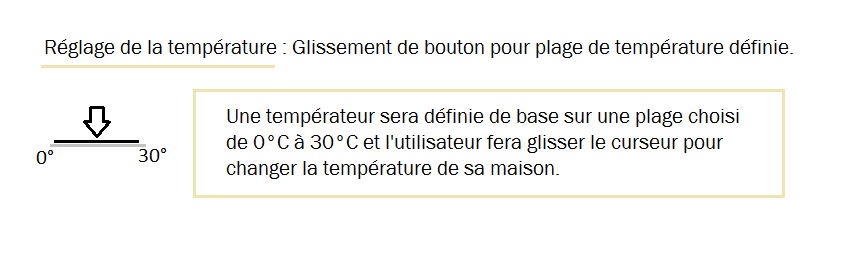 Réglage de la température : Glissement de bouton pour plage de température définie.
Une températeur sera définie de base sur une plage choisi
de 0°C à 30°C et l'utilisateur fera glisser le curseur pour
changer la température de sa maison.
0°
30°